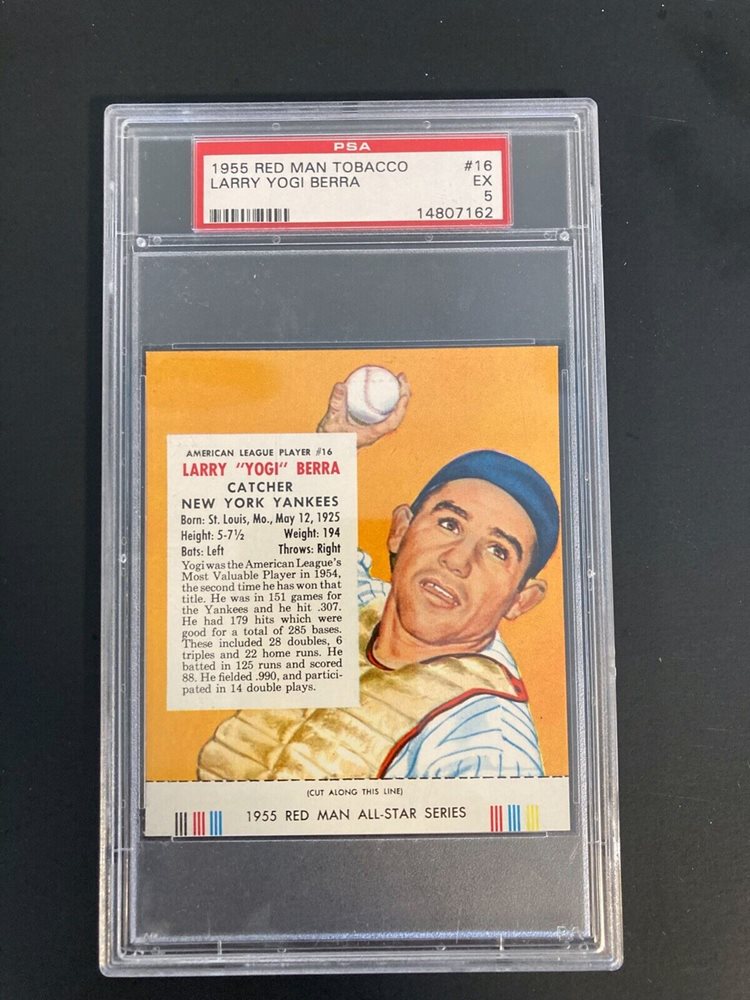 PSA
1955 RED MAN TOBACCO #16
LARRY YOGI BERRA EX
5
14807162
AMERICAN LEAGUE PLAYER #16
LARRY "YOGI" BERRA
CATCHER
NEW YORK YANKEES
Born: St. Louis, Mo., May 12, 1925
Height: 5-7½ Weight: 194
Bats: Left Throws: Right
Yogi was the American League's
Most Valuable Player in 1954,
the second time he has won that
title. He was in 151 games for
the Yankees and he hit .307.
He had 179 hits which were
good for a total of 285 bases.
These included 28 doubles, 6
triples and 22 home runs. He
batted in 125 runs and scored
88. He fielded .990, and partici-
pated in 14 double plays.
(CUT ALONG THIS LINE)
1955 RED MAN ALL-STAR SERIES